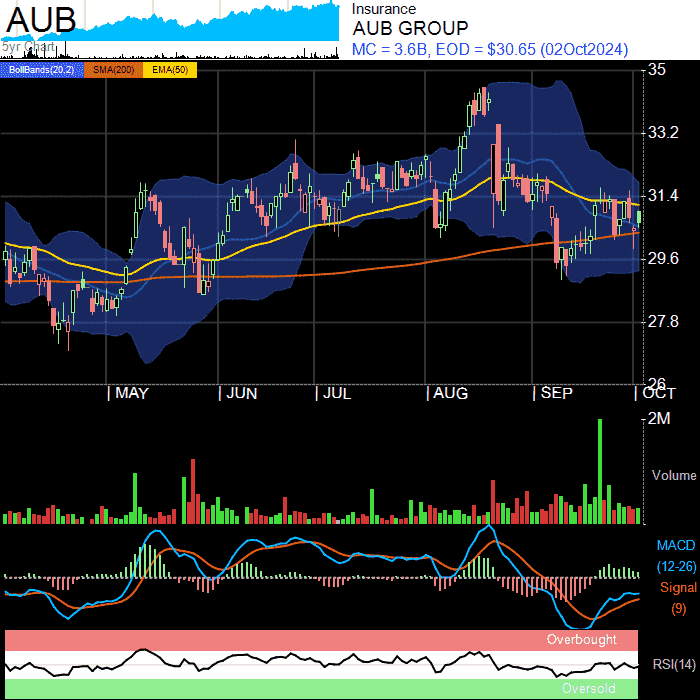 AUB
Insurance
AUB GROUP
5yr Chart
MC = 3.6B, EOD = $30.65 (02Oct2024)
BollBands(20,2)
SMA(200)
EMA(50)
35
33.2
31.4
29.6
27.8
26
MAY
JUN
JUL
AUG
SEP
OCT
2M
Volume
MACD
(12-26)
Signal
(9)
Overbought
RSI(14)
Oversold